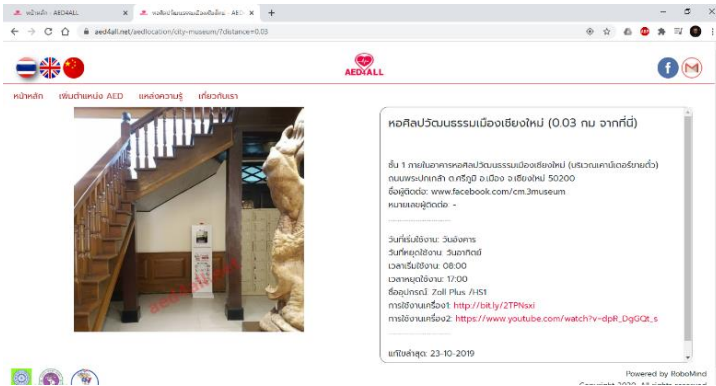 หน้าหลัก - AED4ALL
หอศิลปวัฒนธรรมเมืองเชียงใหม่ - AED
aed4all.net/aedlocation/city-museum/?distance=0.03
AED4ALL
หน้าหลัก เพิ่มตำแหน่ง AED แหล่งความรู้ เกี่ยวกับเรา
aed4all.net
หอศิลปวัฒนธรรมเมืองเชียงใหม่ (0.03 กม จากที่นี่)
ชั้น 1 ภายในอาคารหอศิลปวัฒนธรรมเมืองเชียงใหม่ (บริเวณเคาน์เตอร์ขายตั๋ว)
ถนนพระปกเกล้า ต.ศรีภูมิ อ.เมือง จ.เชียงใหม่ 50200
ชื่อผู้ติดต่อ: www.facebook.com/cm.3museum
หมายเลขผู้ติดต่อ: -
วันที่เริ่มใช้งาน: วันอังคาร
วันที่หยุดใช้งาน: วันอาทิตย์
เวลาเริ่มใช้งาน: 08:00
เวลาหยุดใช้งาน: 17:00
ชื่ออุปกรณ์: Zoll Plus /HS1
การใช้งานเครื่อง1: http://bit.ly/2TPNsxi
การใช้งานเครื่อง2: https://www.youtube.com/watch?v=dpR_DgGQt_s
แก้ไขล่าสุด: 23-10-2019
Powered by RoboMind
Copyright 2020. All rights reserved